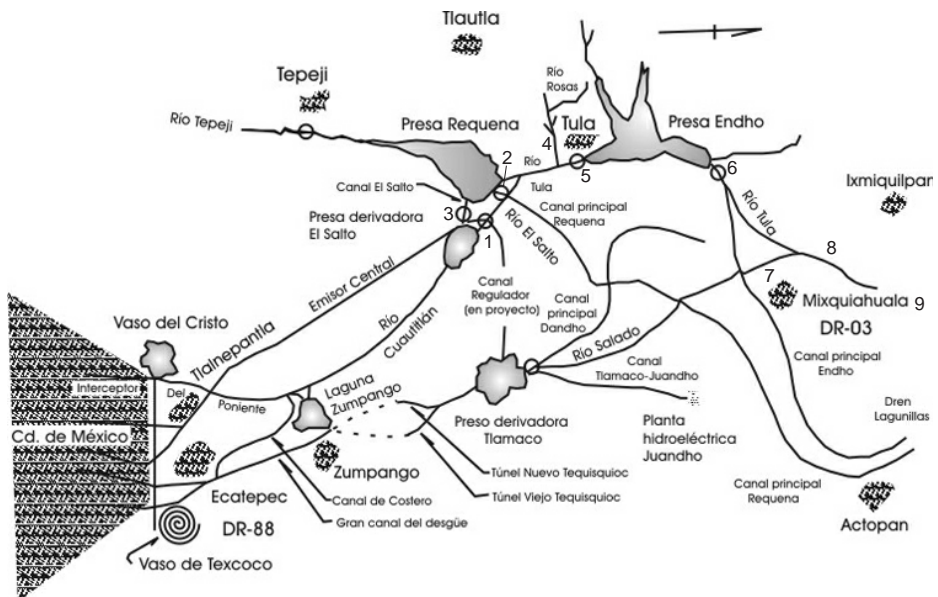 Tlautla
Tepeji
Río Tepeji
Presa Requena
Río
Rosas
Tula
4
Presa Endho
2
Río
5
6
Tula
Canal El Salto
Presa derivadora
El Salto
3
1
Río El Salto
Canal principal
Requena
Río Tula
Ixmiquilpan
8
7
Mixquiahuala
9
DR-03
Emisor Central
Río
Cuautitlán
Canal
Regulador
(en proyecto)
Canal
principal
Dandho
Río Salado
Canal principal
Endho
Vaso del Cristo
Tlalnepantla
Interceptor
Del
Poniente
Laguna
Zumpango
Canal
Tlamaco-Juandho
Preso derivadora
Tlamaco
Planta
hidroeléctrica
Juandho
Dren
Lagunillas
Cd. de México
Zumpango
Túnel Nuevo Tequisquioc
Túnel Viejo Tequisquioc
Canal principal
Requena
Ecatepec
DR-88
Canal de Costero
Gran canal del desgüe
Actopan
Vaso de Texcoco